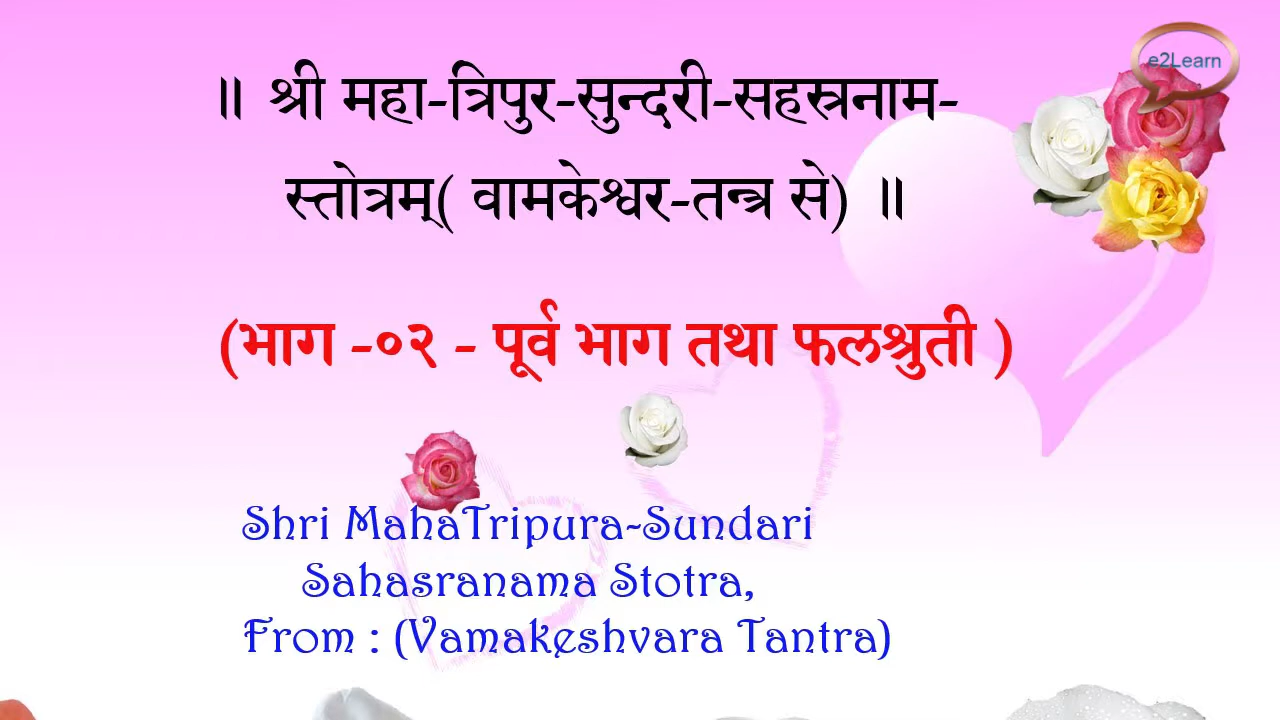 ॥ श्री महा-त्रिपुर-सुन्दरी-सहस्रनाम-
स्तोत्रम्( वामकेश्वर-तन्त्र से) ॥
(भाग -०२ - पूर्व भाग तथा फलश्रुती )
Shri MahaTripura-Sundari
Sahasranama Stotra,
From : (Vamakeshvara Tantra)
e2Learn